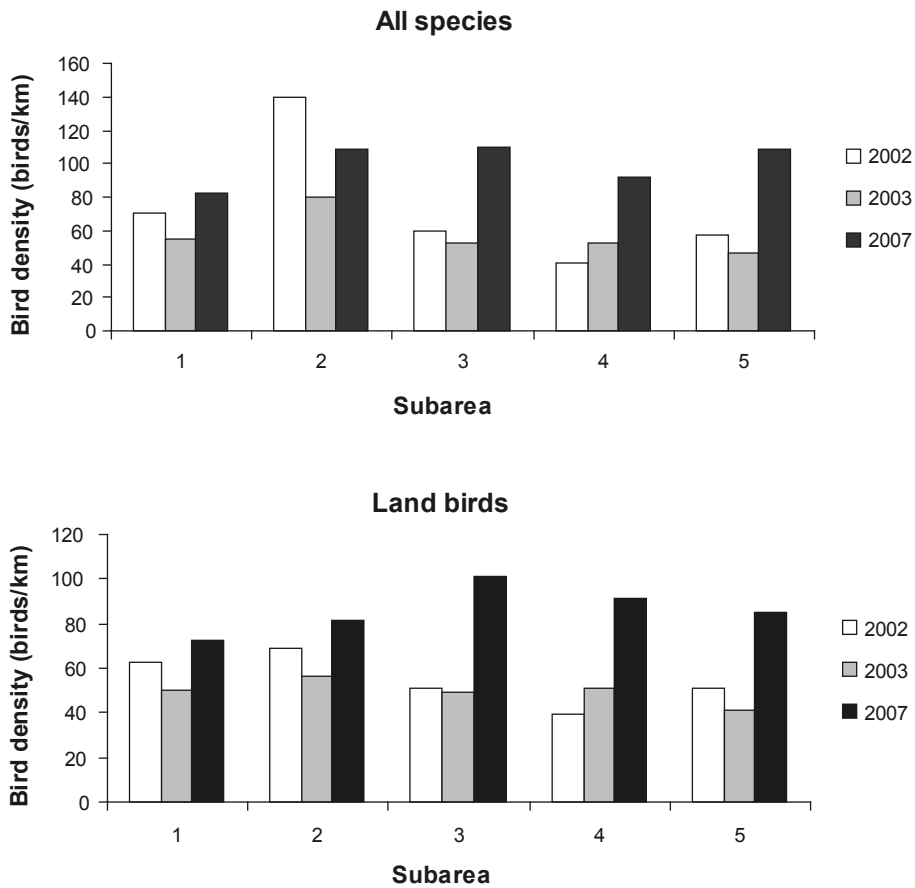 All species
Bird density (birds/km)
160
140
120
100
80
60
40
20
0
1 2 3 4 5
Subarea
2002
2003
2007
Land birds
Bird density (birds/km)
120
100
80
60
40
20
0
1 2 3 4 5
Subarea
2002
2003
2007